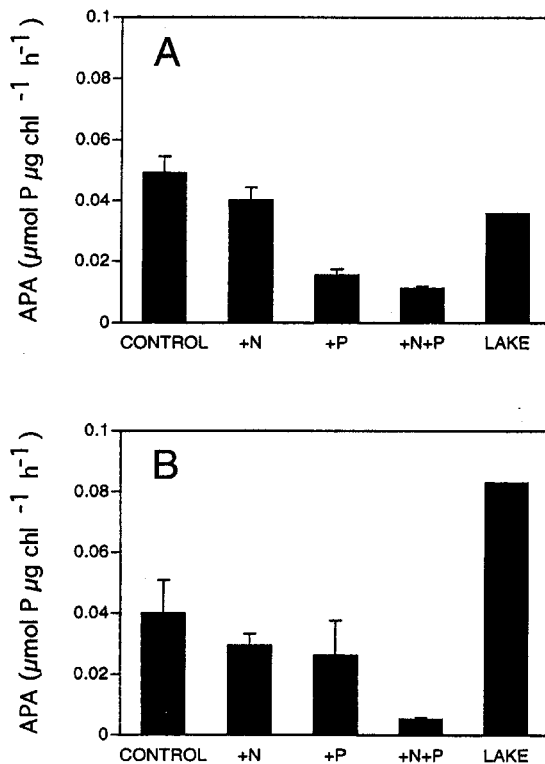 A
0.1
0.08
0.06
0.04
0.02
0
APA (µmol P µg chl ⁻¹ h⁻¹)
CONTROL +N +P +N+P LAKE
B
0.1
0.08
0.06
0.04
0.02
0
APA (µmol P µg chl ⁻¹ h⁻¹)
CONTROL +N +P +N+P LAKE